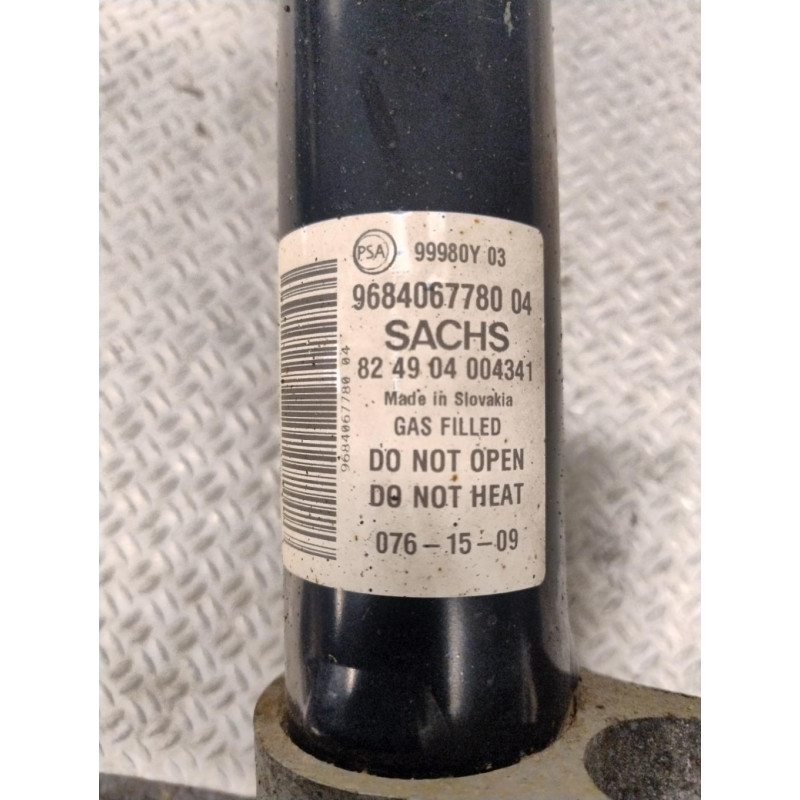 PSA 99980Y 03
9684067780 04
SACHS
82 49 04 004341
Made in Slovakia
GAS FILLED
DO NOT OPEN
DO NOT HEAT
076-15-09
9684067780 04